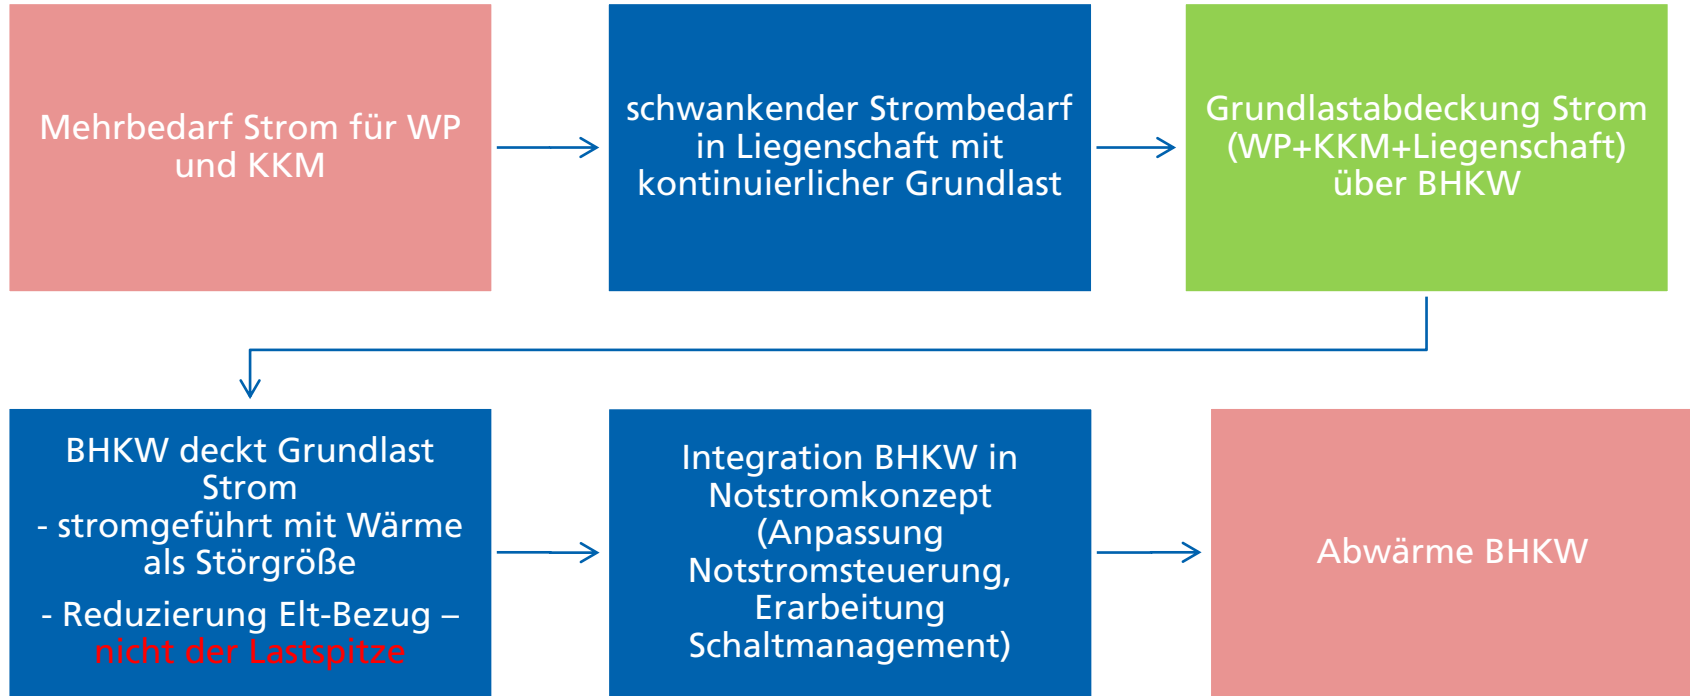 Mehrbedarf Strom für WP
und KKM
schwankender Strombedarf
in Liegenschaft mit
kontinuierlicher Grundlast
Grundlastabdeckung Strom
(WP+KKM+Liegenschaft)
über BHKW
BHKW deckt Grundlast
Strom
- stromgeführt mit Wärme
als Störgröße
- Reduzierung Elt-Bezug –
nicht der Lastspitze
Integration BHKW in
Notstromkonzept
(Anpassung
Notstromsteuerung,
Erarbeitung
Schaltmanagement)
Abwärme BHKW